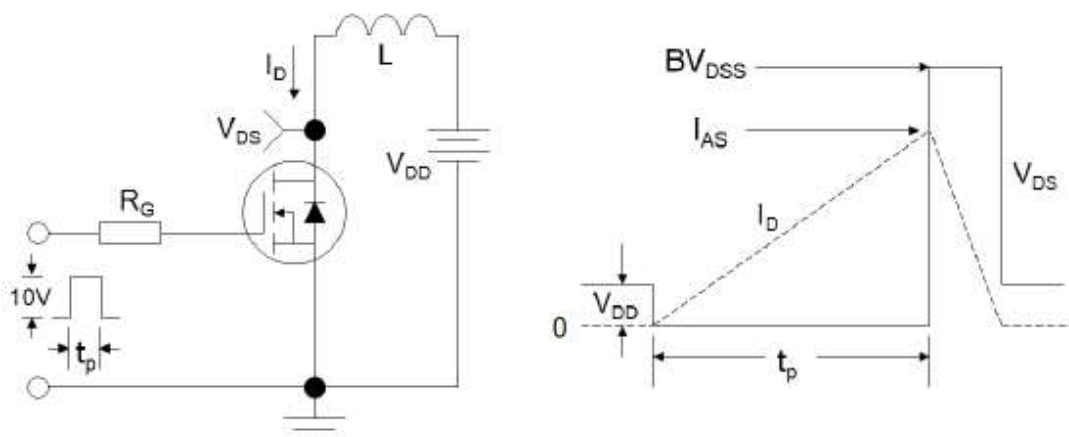 I_D
L
V_DS
V_DD
R_G
10V
t_p
BV_DSS
I_AS
V_DS
I_D
V_DD
0
t_p